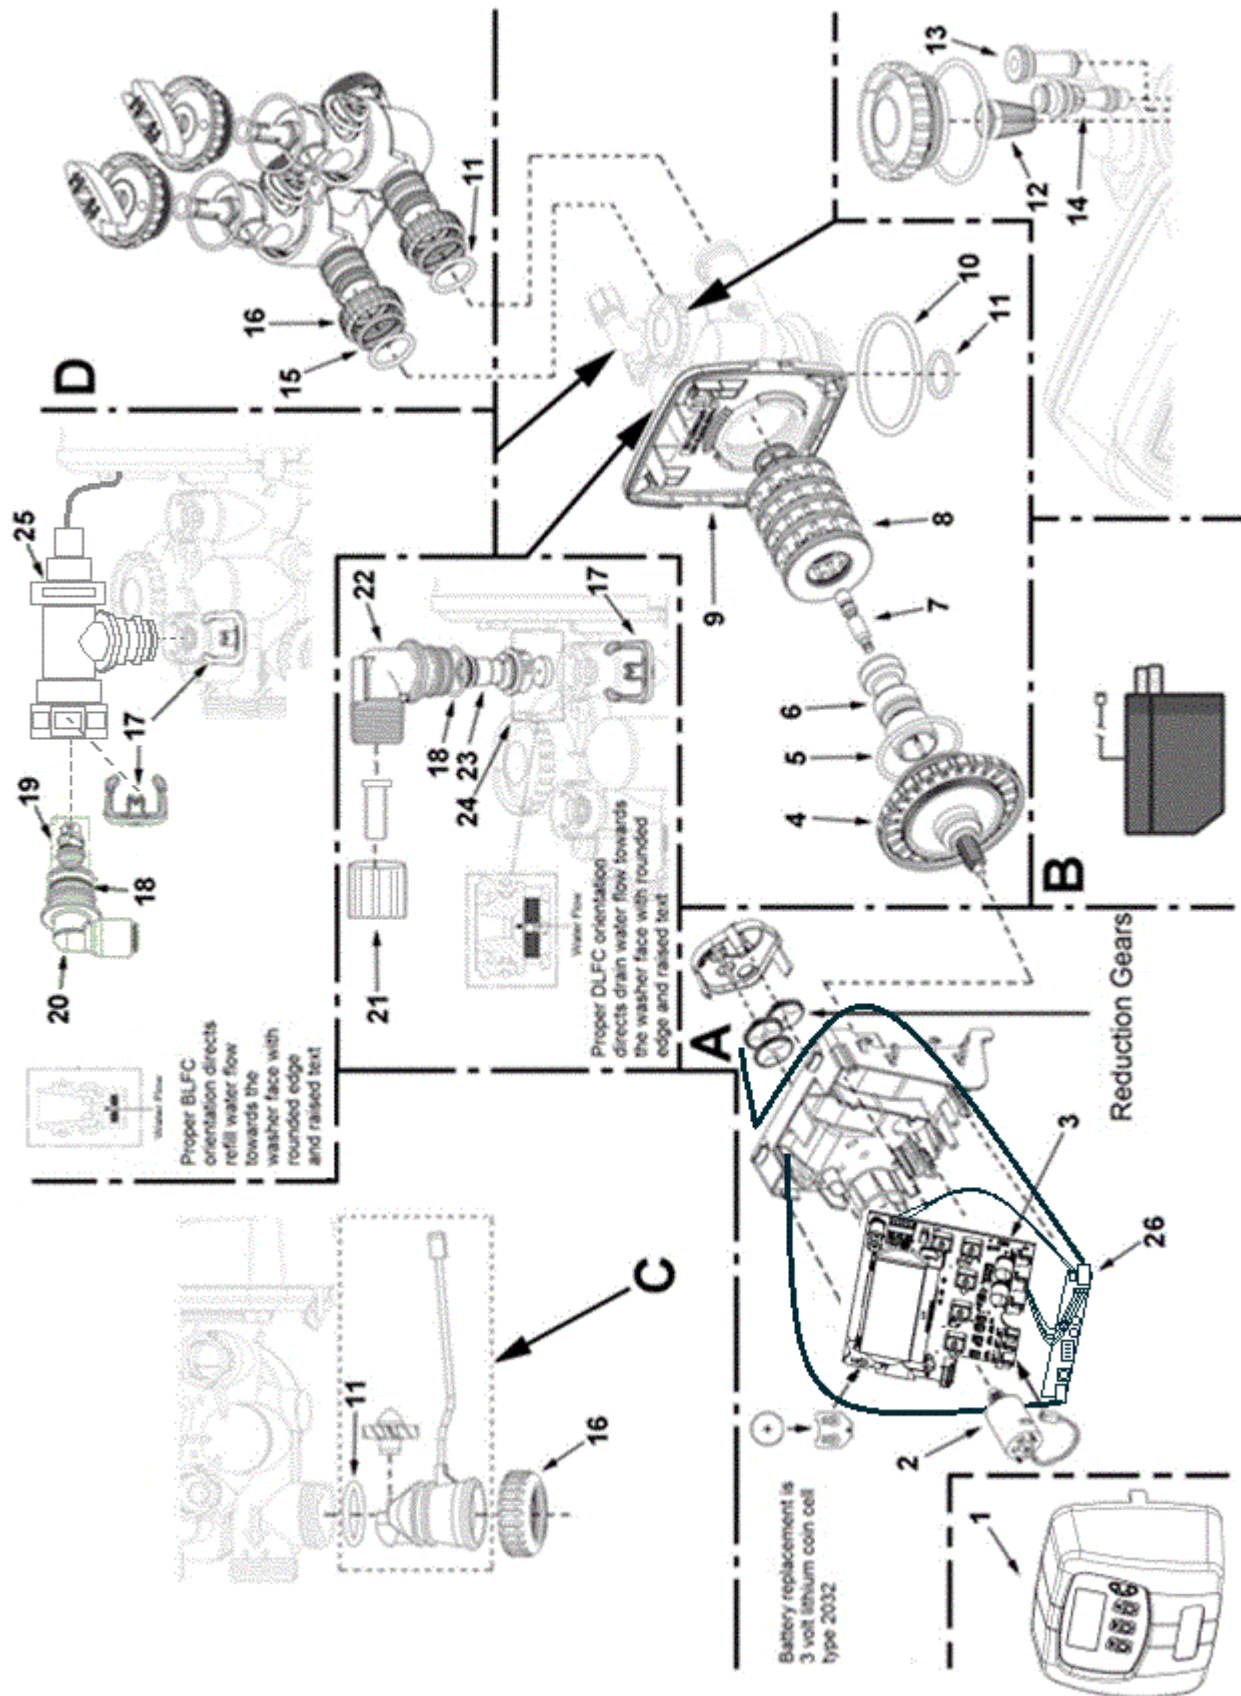 13
12
14
11
16
15
D
10
11
25
17
19
18
20
Water Flow
Proper BLFC
orientation directs
refill water flow
towards the
washer face with
rounded edge
and raised text
22
17
18
23
24
21
Water Flow
Proper DLFC orientation
directs drain water flow towards
the washer face with rounded
edge and raised text
9
8
7
6
5
4
B
A
Reduction Gears
3
26
2
C
11
16
Battery replacement is
3 volt lithium coin cell
type 2032
1